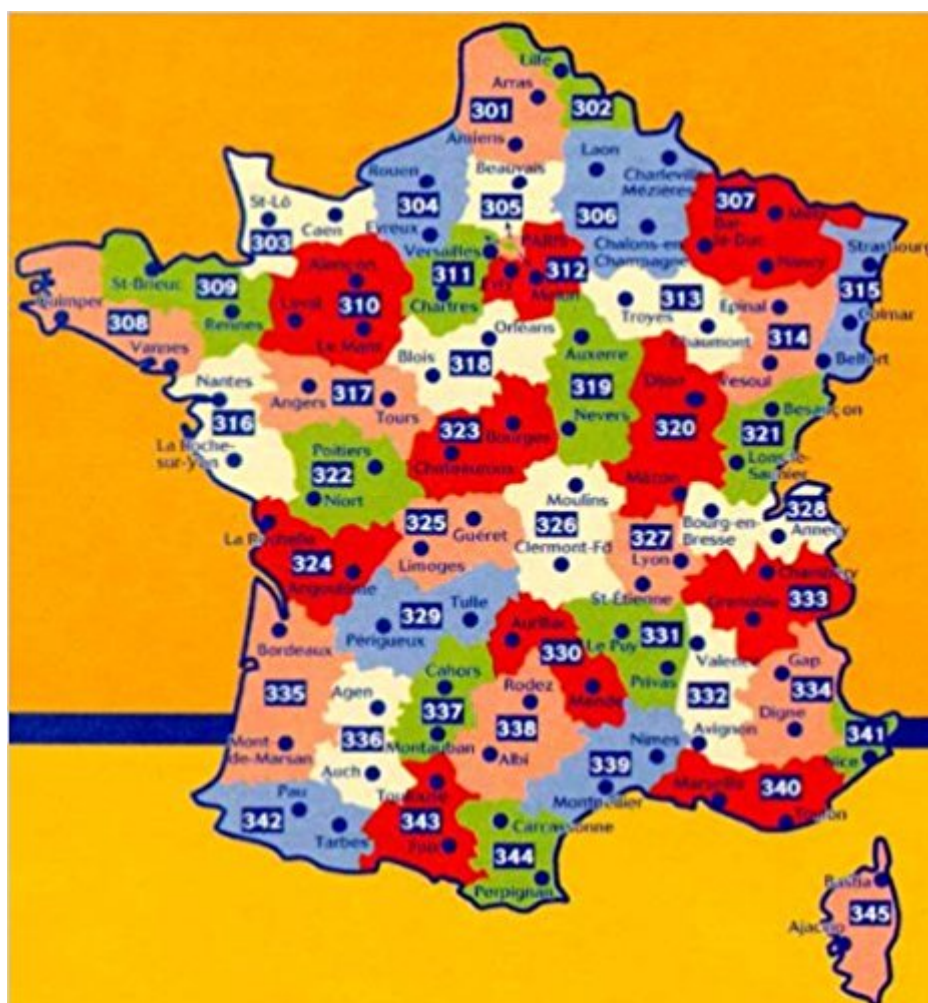 Lille
Arras
301
302
Amiens
Laon
Beauvais
Rouen
Charleville
Mézières
307
304
305
306
St-Lô
Metz
Caen
303
Evreux
Bar-
le-Duc
PARIS
Versailles
Châlons-en
Champagne
Strasbourg
Alençon
311
312
Nancy
St-Brieuc
309
Evry
Melun
315
Quimper
310
Chartres
313
Laval
Troyes
Epinal
308
Rennes
Colmar
Orléans
314
Le Mans
Chaumont
Vannes
Blois
318
Auxerre
Belfort
Nantes
319
Dijon
Vesoul
317
Angers
Tours
Besançon
316
Nevers
323
Bourges
320
321
La Roche-
sur-Yon
Poitiers
Lons-le-
Saunier
Châteauroux
322
Mâcon
Niort
Moulins
328
325
Guéret
326
Bourg-en-
Bresse
Annecy
La Rochelle
327
324
Clermont-Fd
Limoges
Lyon
Angoulême
Chambéry
St-Étienne
Grenoble
333
329
Tulle
Aurillac
Périgueux
Le Puy
331
Bordeaux
330
Valence
Cahors
Gap
Privas
Agen
Rodez
Mende
332
334
335
337
338
336
Avignon
Digne
Mont-
de-Marsan
Montauban
Nîmes
341
Albi
Nice
Auch
339
Toulouse
Marseille
340
Pau
Montpellier
Toulon
342
343
Carcassonne
Tarbes
Foix
344
Perpignan
Bastia
345
Ajaccio